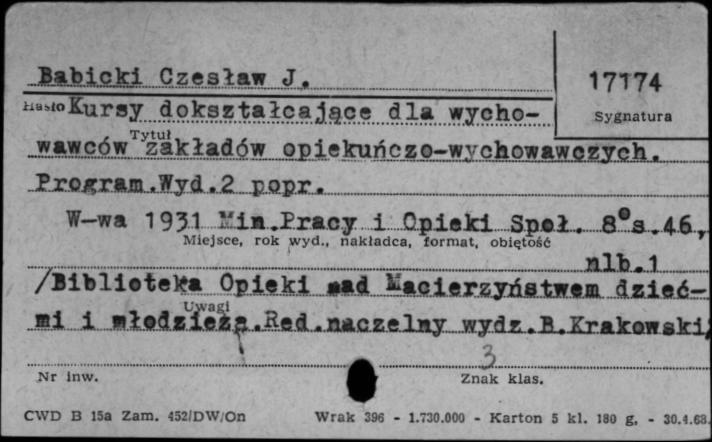 Babicki Czesław J.
17174
Hasło Kursy dokształcające dla wycho-
Sygnatura
Tytuł
wawców zakładów opiekuńczo-wychowawczych.
Program.Wyd.2 popr.
W-wa 1931 Min.Pracy i Opieki Społ. 8° s.46,
Miejsce, rok wyd., nakładca, format, objętość
nlb.1
/Biblioteka Opieki nad Macierzyństwem dzieć-
Uwagi
mi i młodzieżą.Red.naczelny wydz.B.Krakowski/
3
Nr inw.
Znak klas.
CWD B 15a Zam. 452/DW/On
Wrak 396 - 1.730.000 - Karton 5 kl. 180 g. - 30.4.68.